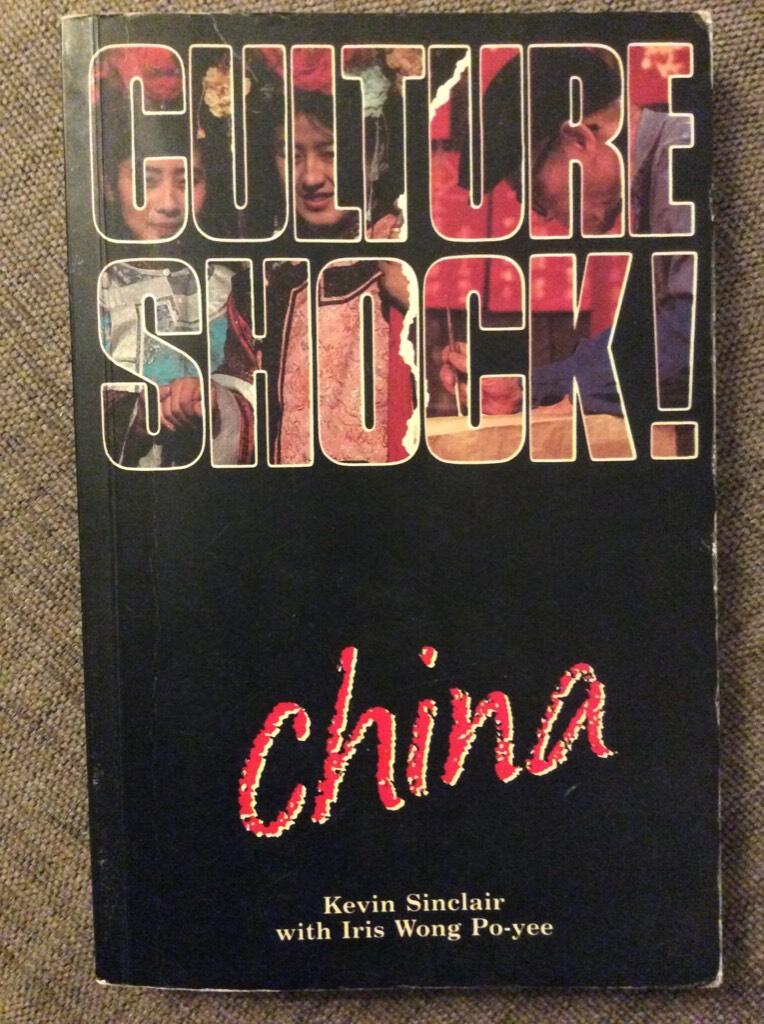 CULTURE
SHOCK!
china
Kevin Sinclair
with Iris Wong Po-yee